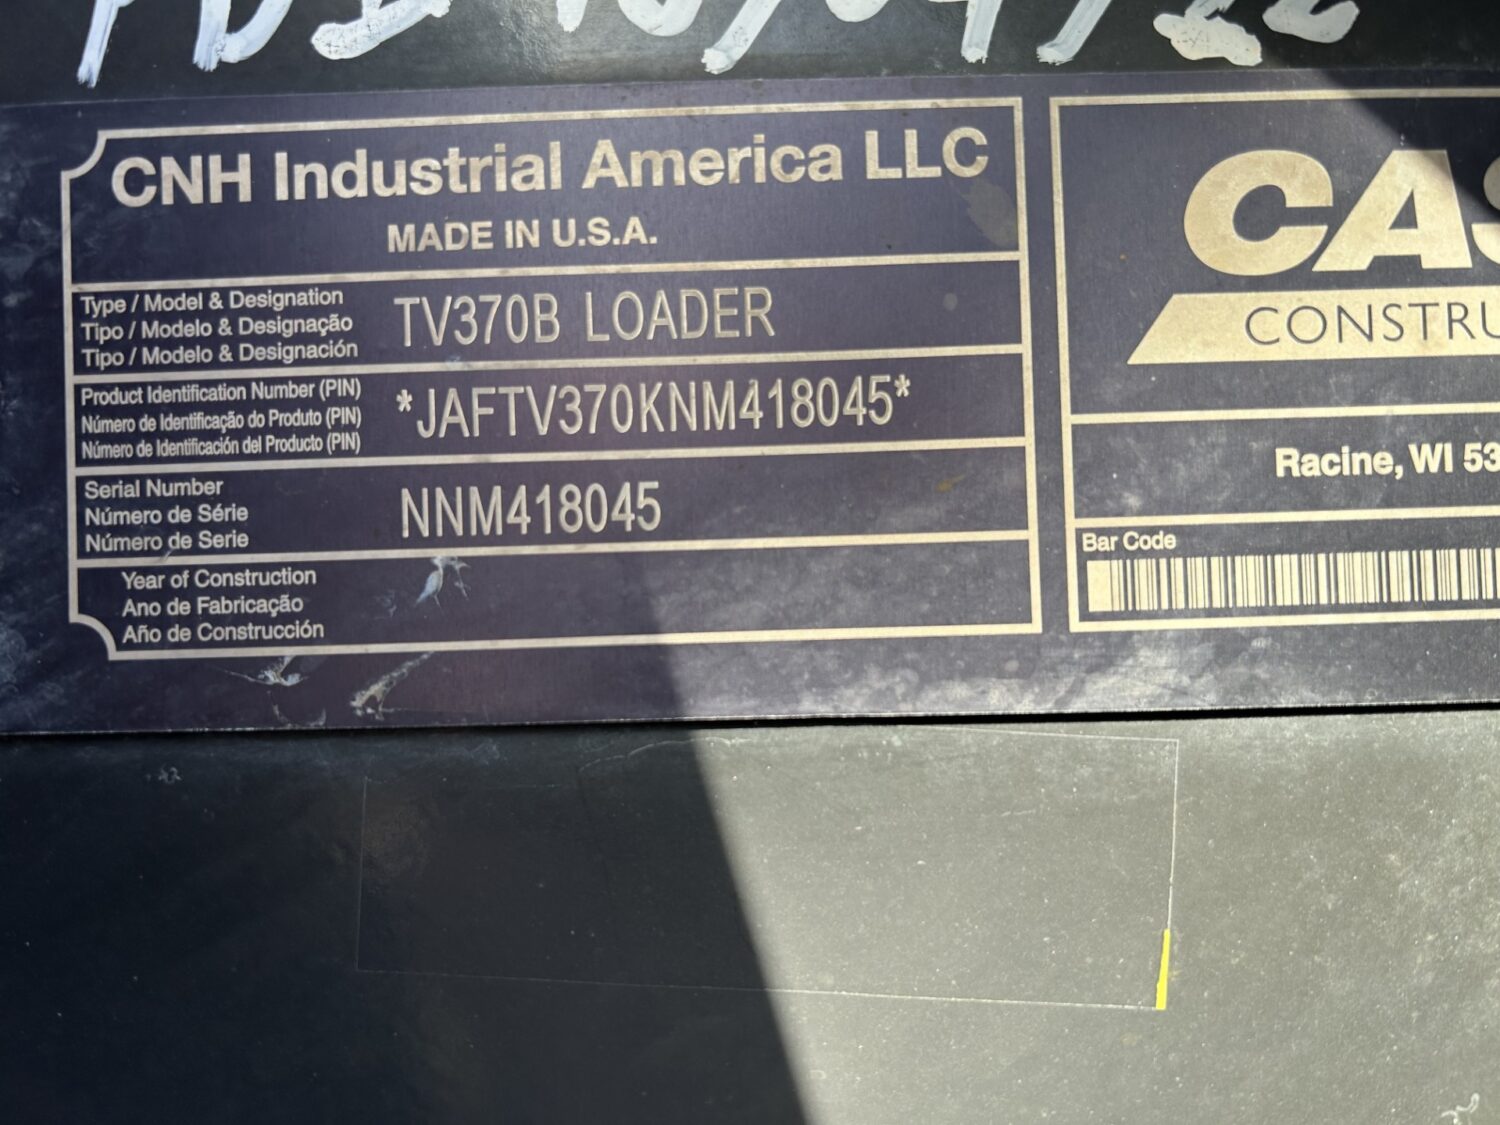 CNH Industrial America LLC
MADE IN U.S.A.
Type / Model & Designation
Tipo / Modelo & Designação
Tipo / Modelo & Designación
TV370B LOADER
Product Identification Number (PIN)
Número de Identificação do Produto (PIN)
Número de Identificación del Producto (PIN)
*JAFTV370KNM418045*
Serial Number
Número de Série
Número de Serie
NNM418045
Year of Construction
Ano de Fabricação
Año de Construcción
CAS
CONSTRU
Racine, WI 53
Bar Code